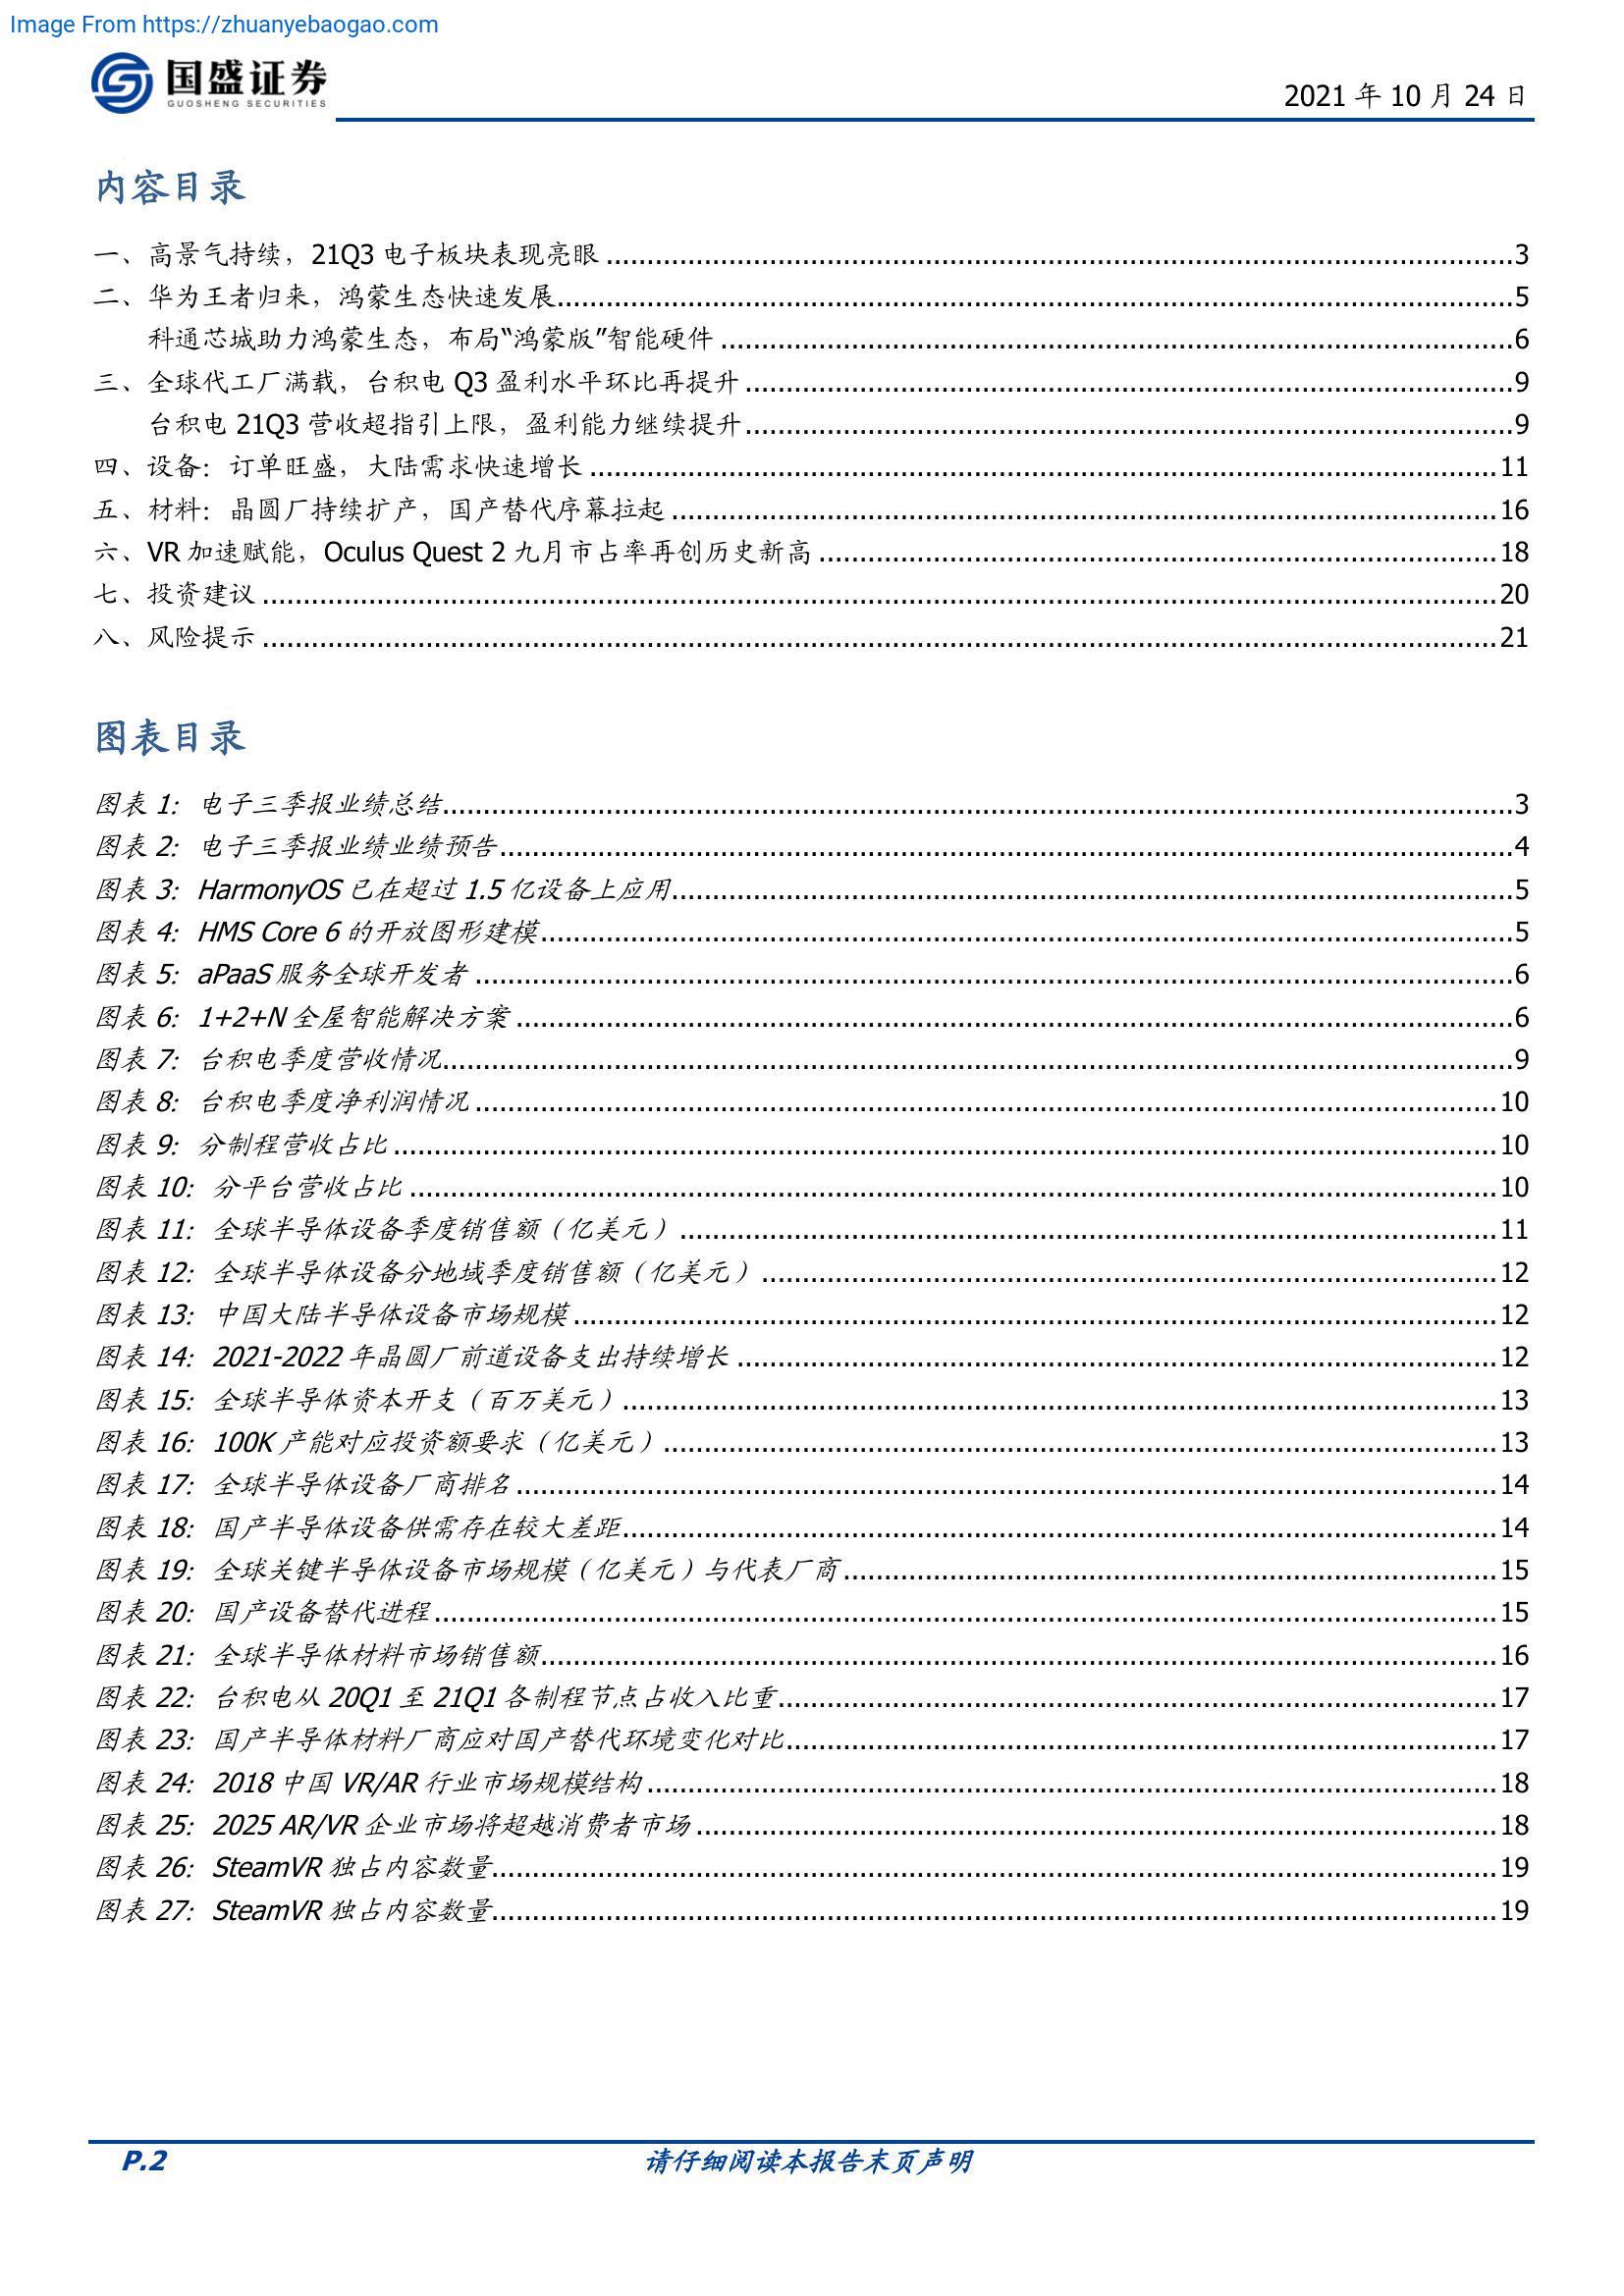 Image From https://zhuanyebaogao.com
国盛证券
GUOSHENG SECURITIES
2021 年 10 月 24 日
内容目录
一、高景气持续，21Q3 电子板块表现亮眼 ..... 3
二、华为王者归来，鸿蒙生态快速发展..... 5
科通芯城助力鸿蒙生态，布局“鸿蒙版”智能硬件 ..... 6
三、全球代工厂满载，台积电 Q3 盈利水平环比再提升 ..... 9
台积电 21Q3 营收超指引上限，盈利能力继续提升..... 9
四、设备：订单旺盛，大陆需求快速增长 ..... 11
五、材料：晶圆厂持续扩产，国产替代序幕拉起 ..... 16
六、VR 加速赋能，Oculus Quest 2 九月市占率再创历史新高 ..... 18
七、投资建议 ..... 20
八、风险提示 ..... 21
图表目录
图表 1: 电子三季报业绩总结..... 3
图表 2: 电子三季报业绩业绩预告..... 4
图表 3: HarmonyOS 已在超过 1.5 亿设备上应用..... 5
图表 4: HMS Core 6 的开放图形建模..... 5
图表 5: aPaaS 服务全球开发者 ..... 6
图表 6: 1+2+N 全屋智能解决方案 ..... 6
图表 7: 台积电季度营收情况..... 9
图表 8: 台积电季度净利润情况 ..... 10
图表 9: 分制程营收占比 ..... 10
图表 10: 分平台营收占比 ..... 10
图表 11: 全球半导体设备季度销售额（亿美元） ..... 11
图表 12: 全球半导体设备分地域季度销售额（亿美元） ..... 12
图表 13: 中国大陆半导体设备市场规模 ..... 12
图表 14: 2021-2022 年晶圆厂前道设备支出持续增长 ..... 12
图表 15: 全球半导体资本开支（百万美元）..... 13
图表 16: 100K 产能对应投资额要求（亿美元）..... 13
图表 17: 全球半导体设备厂商排名 ..... 14
图表 18: 国产半导体设备供需存在较大差距..... 14
图表 19: 全球关键半导体设备市场规模（亿美元）与代表厂商 ..... 15
图表 20: 国产设备替代进程 ..... 15
图表 21: 全球半导体材料市场销售额..... 16
图表 22: 台积电从 20Q1 至 21Q1 各制程节点占收入比重..... 17
图表 23: 国产半导体材料厂商应对国产替代环境变化对比..... 17
图表 24: 2018 中国 VR/AR 行业市场规模结构 ..... 18
图表 25: 2025 AR/VR 企业市场将超越消费者市场 ..... 18
图表 26: SteamVR 独占内容数量..... 19
图表 27: SteamVR 独占内容数量..... 19
P.2
请仔细阅读本报告末页声明